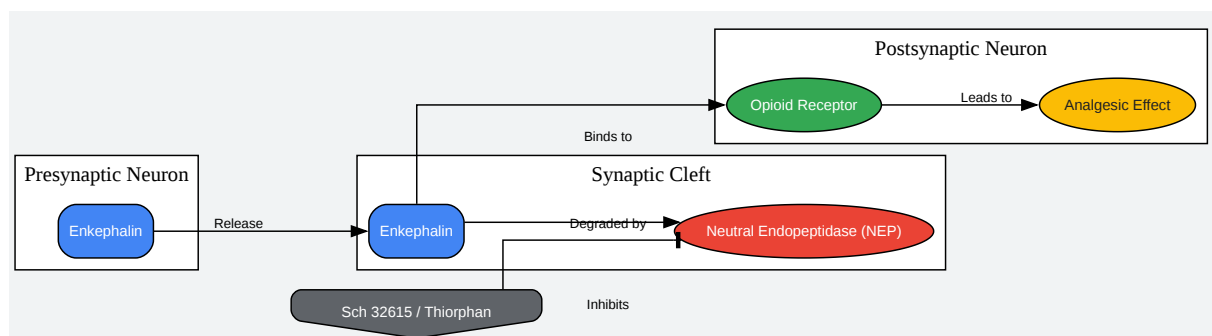 Postsynaptic Neuron
Opioid Receptor
Leads to
Analgesic Effect
Binds to
Presynaptic Neuron
Enkephalin
Release
Synaptic Cleft
Enkephalin
Degraded by
Neutral Endopeptidase (NEP)
Sch 32615 / Thiorphan
Inhibits